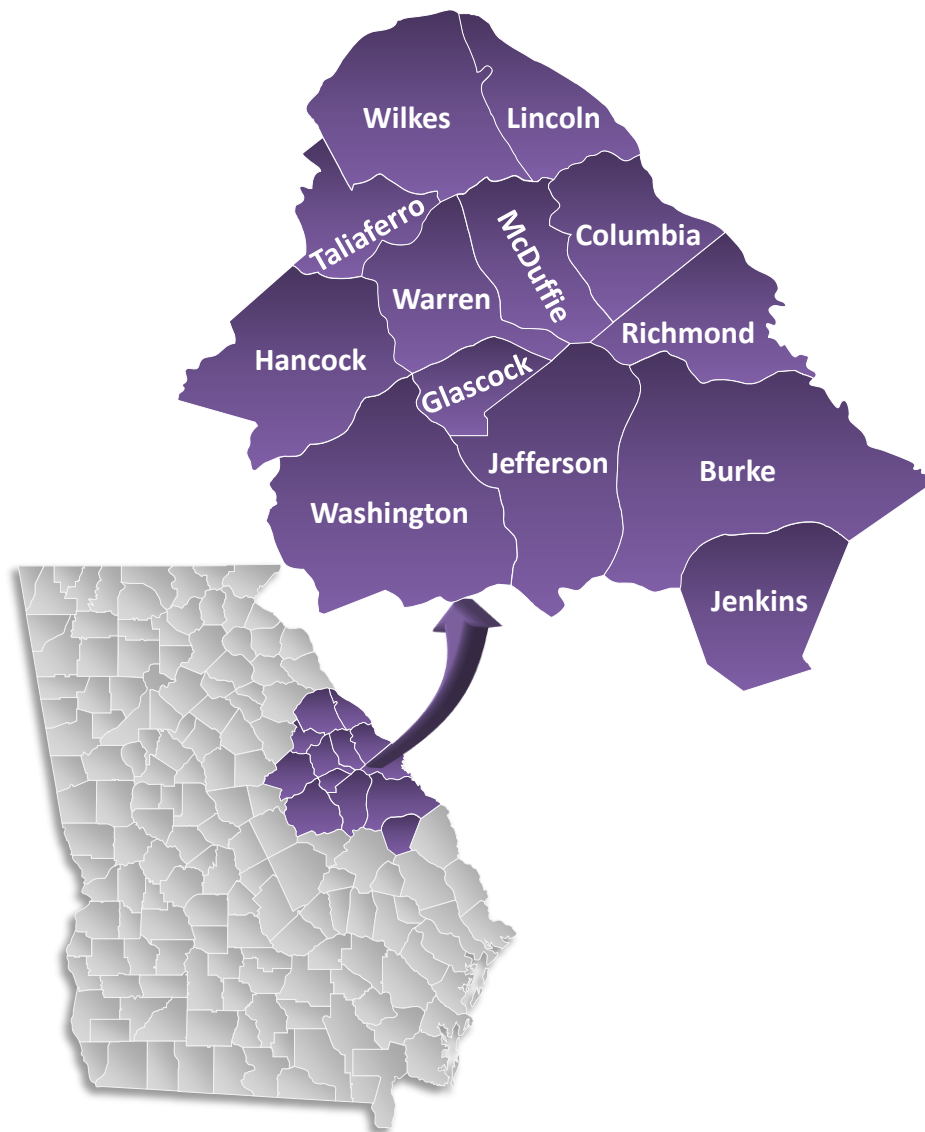 Wilkes
Lincoln
Taliaferro
McDuffie
Columbia
Warren
Richmond
Hancock
Glascock
Jefferson
Burke
Washington
Jenkins